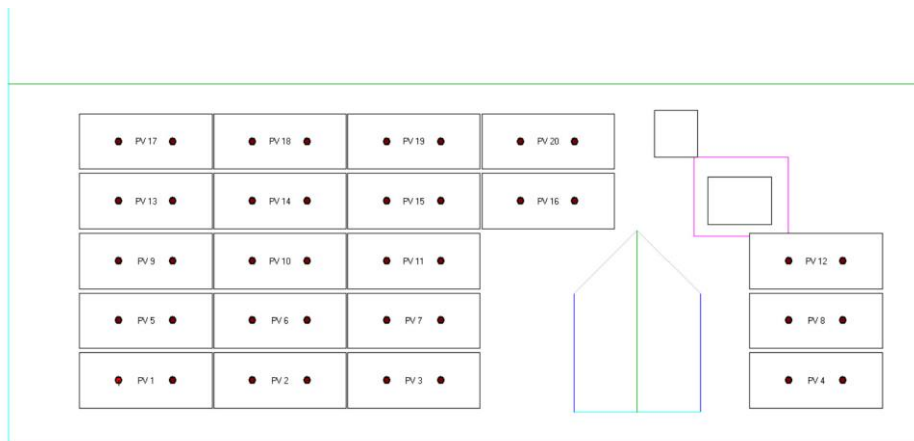 PV 17 PV 18 PV 19 PV 20
PV 13 PV 14 PV 15 PV 16
PV 9 PV 10 PV 11 PV 12
PV 5 PV 6 PV 7 PV 8
PV 1 PV 2 PV 3 PV 4